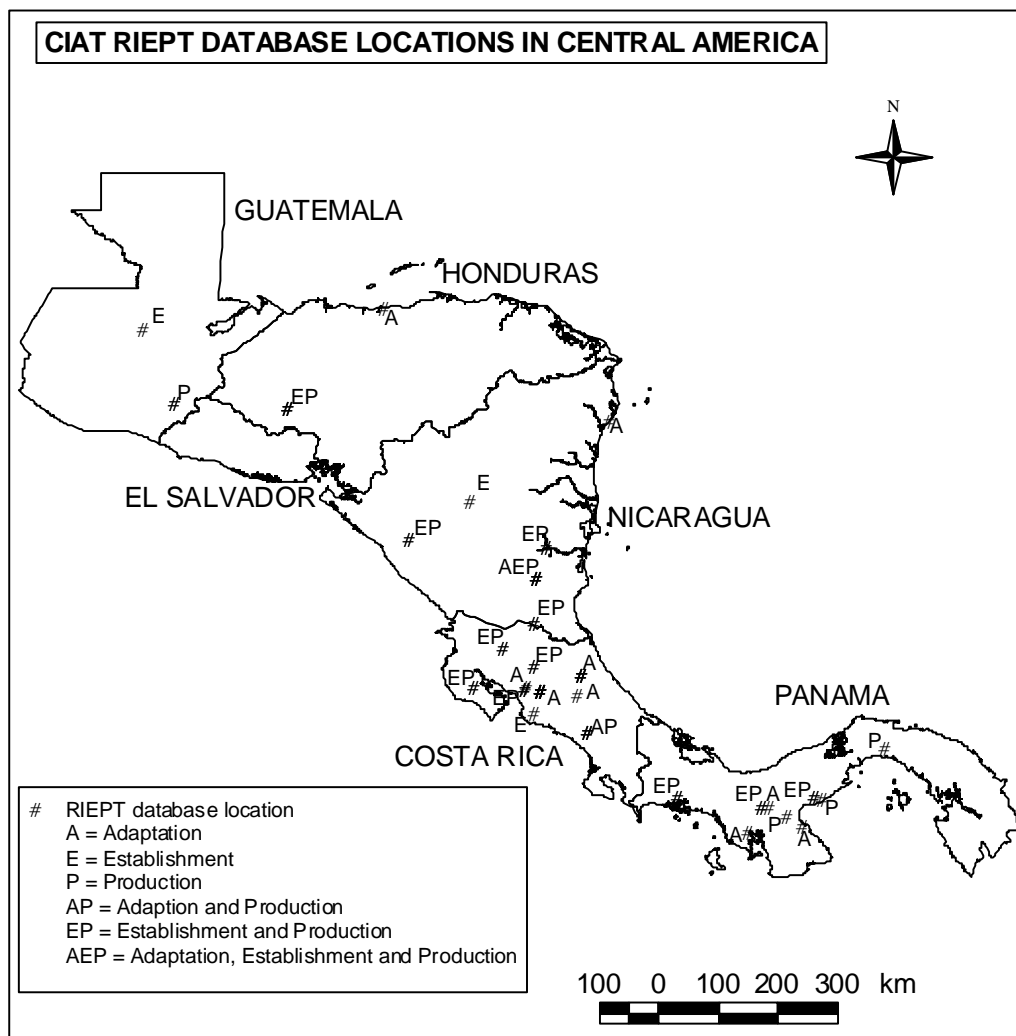 CIAT RIEPT DATABASE LOCATIONS IN CENTRAL AMERICA
N
GUATEMALA
HONDURAS
# E
# A
# P
# EP
# A
EL SALVADOR
# E
NICARAGUA
# EP
EP #
AEP #
# EP
EP #
# EP
# A
EP #
A #
EP
# A
# A
E #
# AP
COSTA RICA
PANAMA
P #
EP #
EP #
A #
EP #
# P
P #
A #
# A
# RIEPT database location
A = Adaptation
E = Establishment
P = Production
AP = Adaption and Production
EP = Establishment and Production
AEP = Adaptation, Establishment and Production
100 0 100 200 300 km